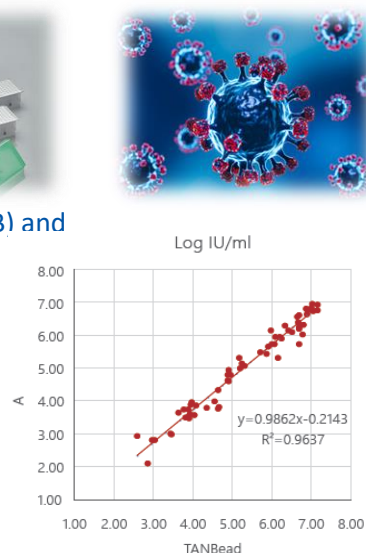 B) and
Log IU/ml
8.00
7.00
6.00
5.00
4.00
3.00
2.00
1.00
A
y=0.9862x-0.2143
R²=0.9637
1.00 2.00 3.00 4.00 5.00 6.00 7.00 8.00
TANBead